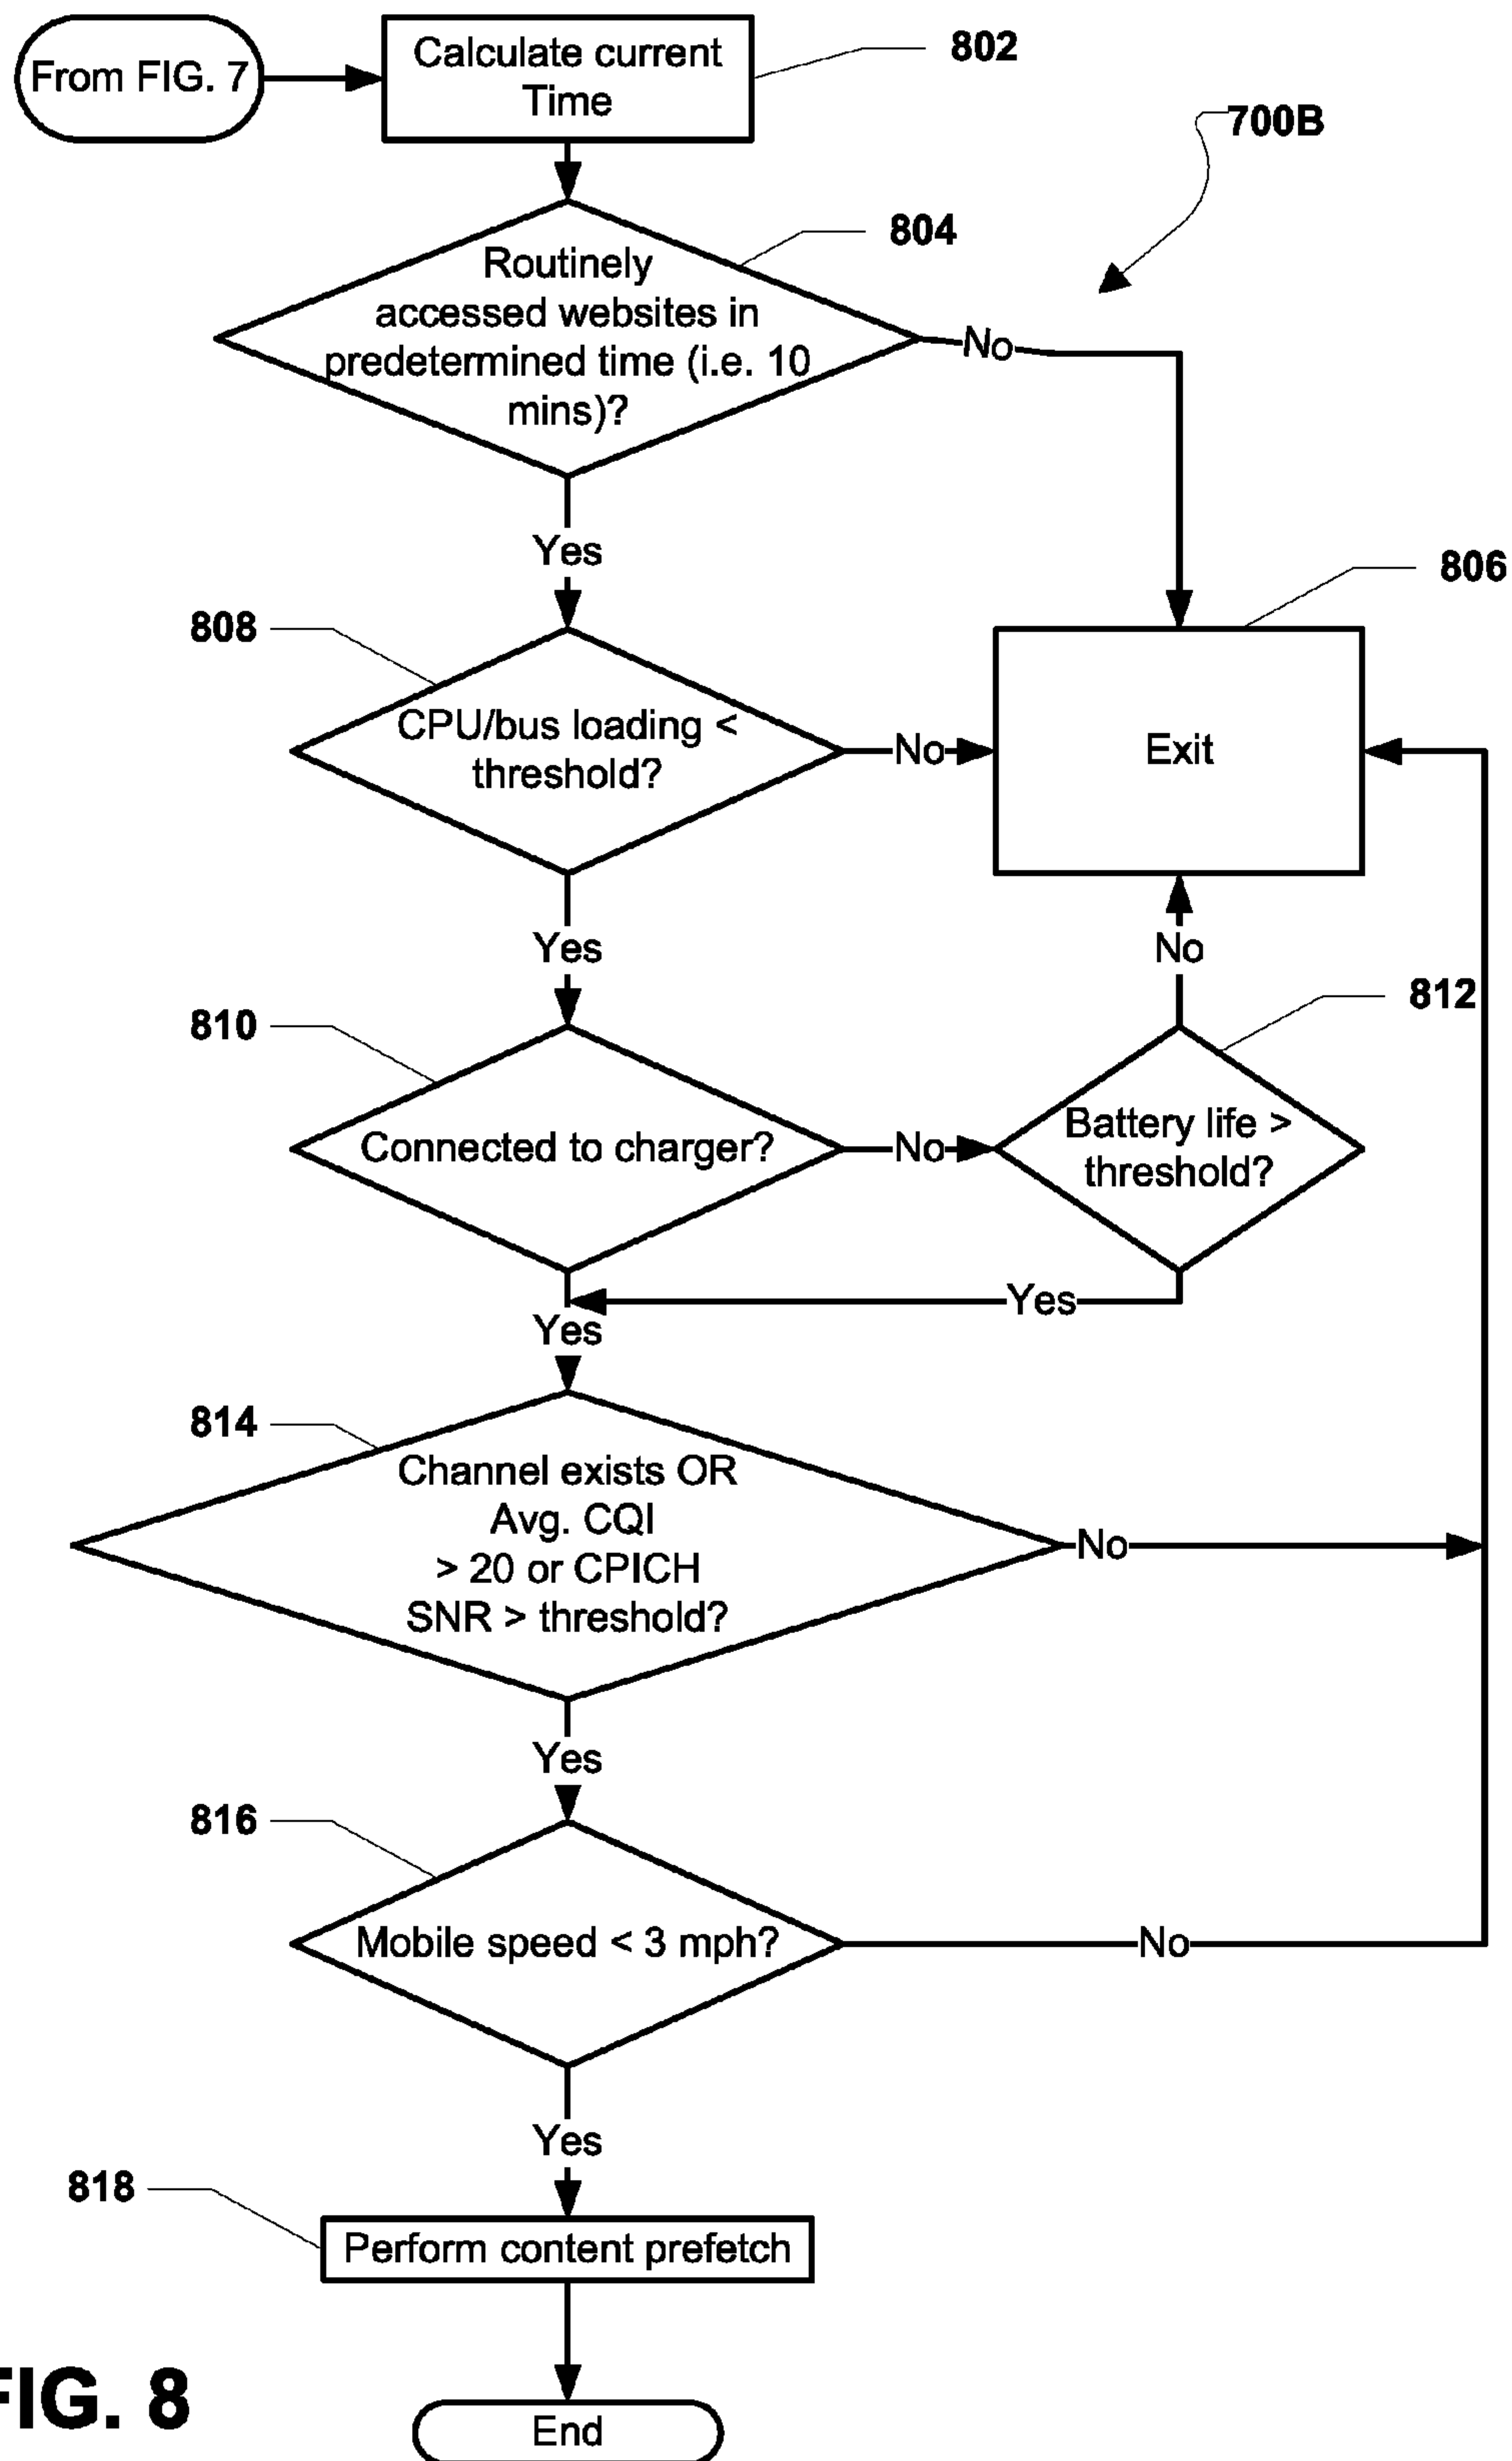 From FIG. 7
Calculate current
Time
802
700B
804
Routinely
accessed websites in
predetermined time (i.e. 10
mins)?
No
Yes
806
808
CPU/bus loading <
threshold?
No
Exit
Yes
No
810
812
Connected to charger?
No
Battery life >
threshold?
Yes
Yes
814
Channel exists OR
Avg. CQI
> 20 or CPICH
SNR > threshold?
No
Yes
816
Mobile speed < 3 mph?
No
Yes
818
Perform content prefetch
FIG. 8
End